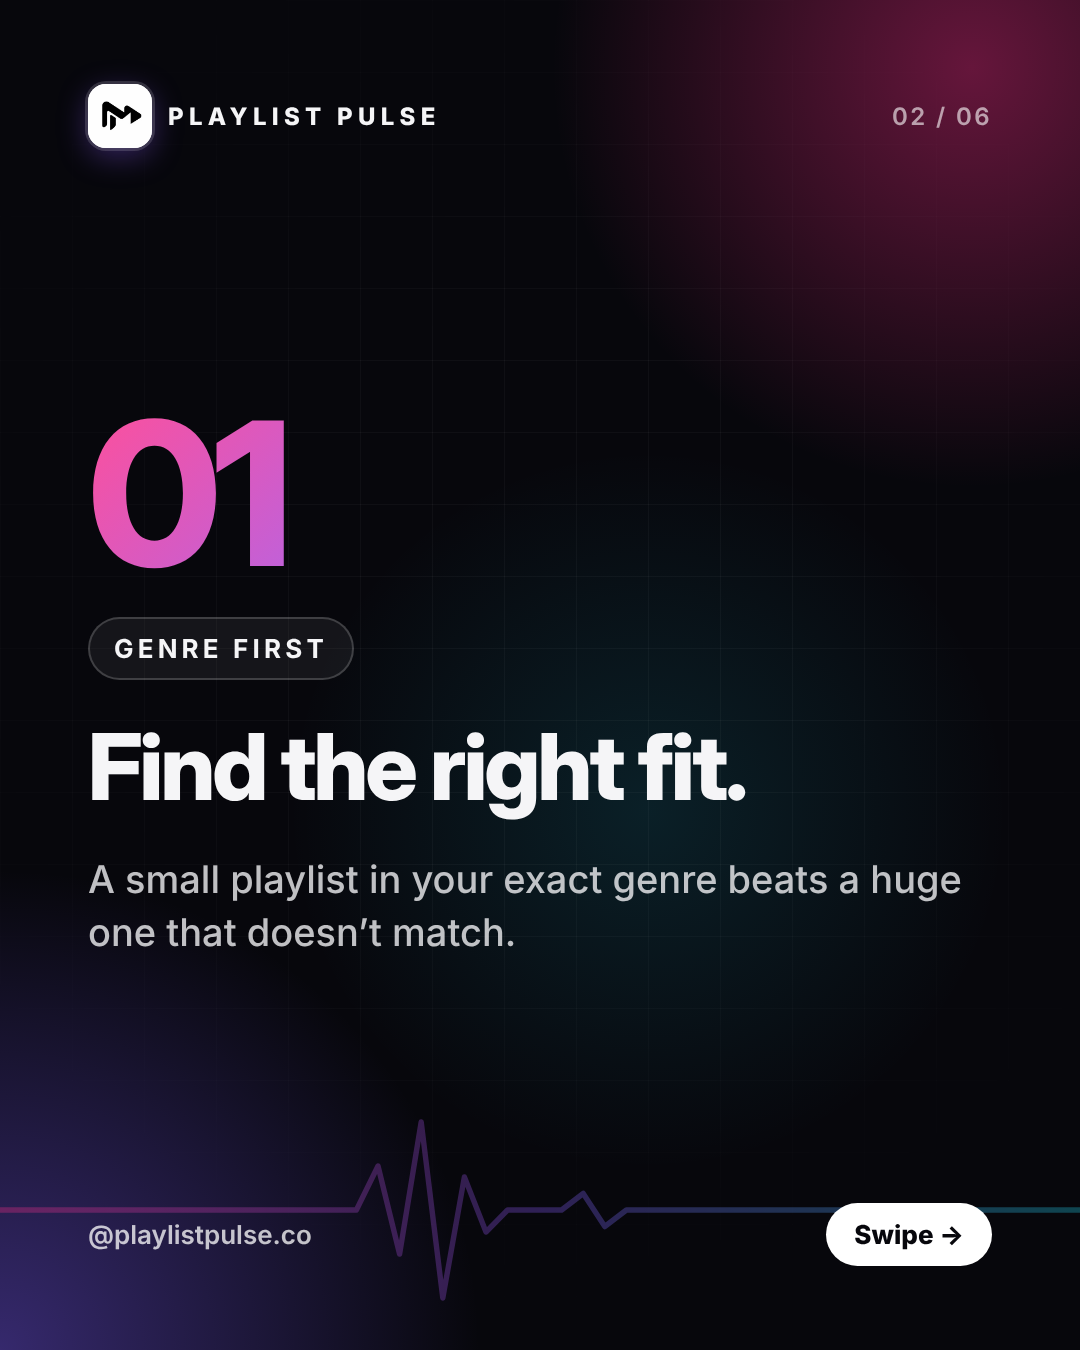 PLAYLIST PULSE
02 / 06
01
GENRE FIRST
Find the right fit.
A small playlist in your exact genre beats a huge
one that doesn’t match.
@playlistpulse.co
Swipe →